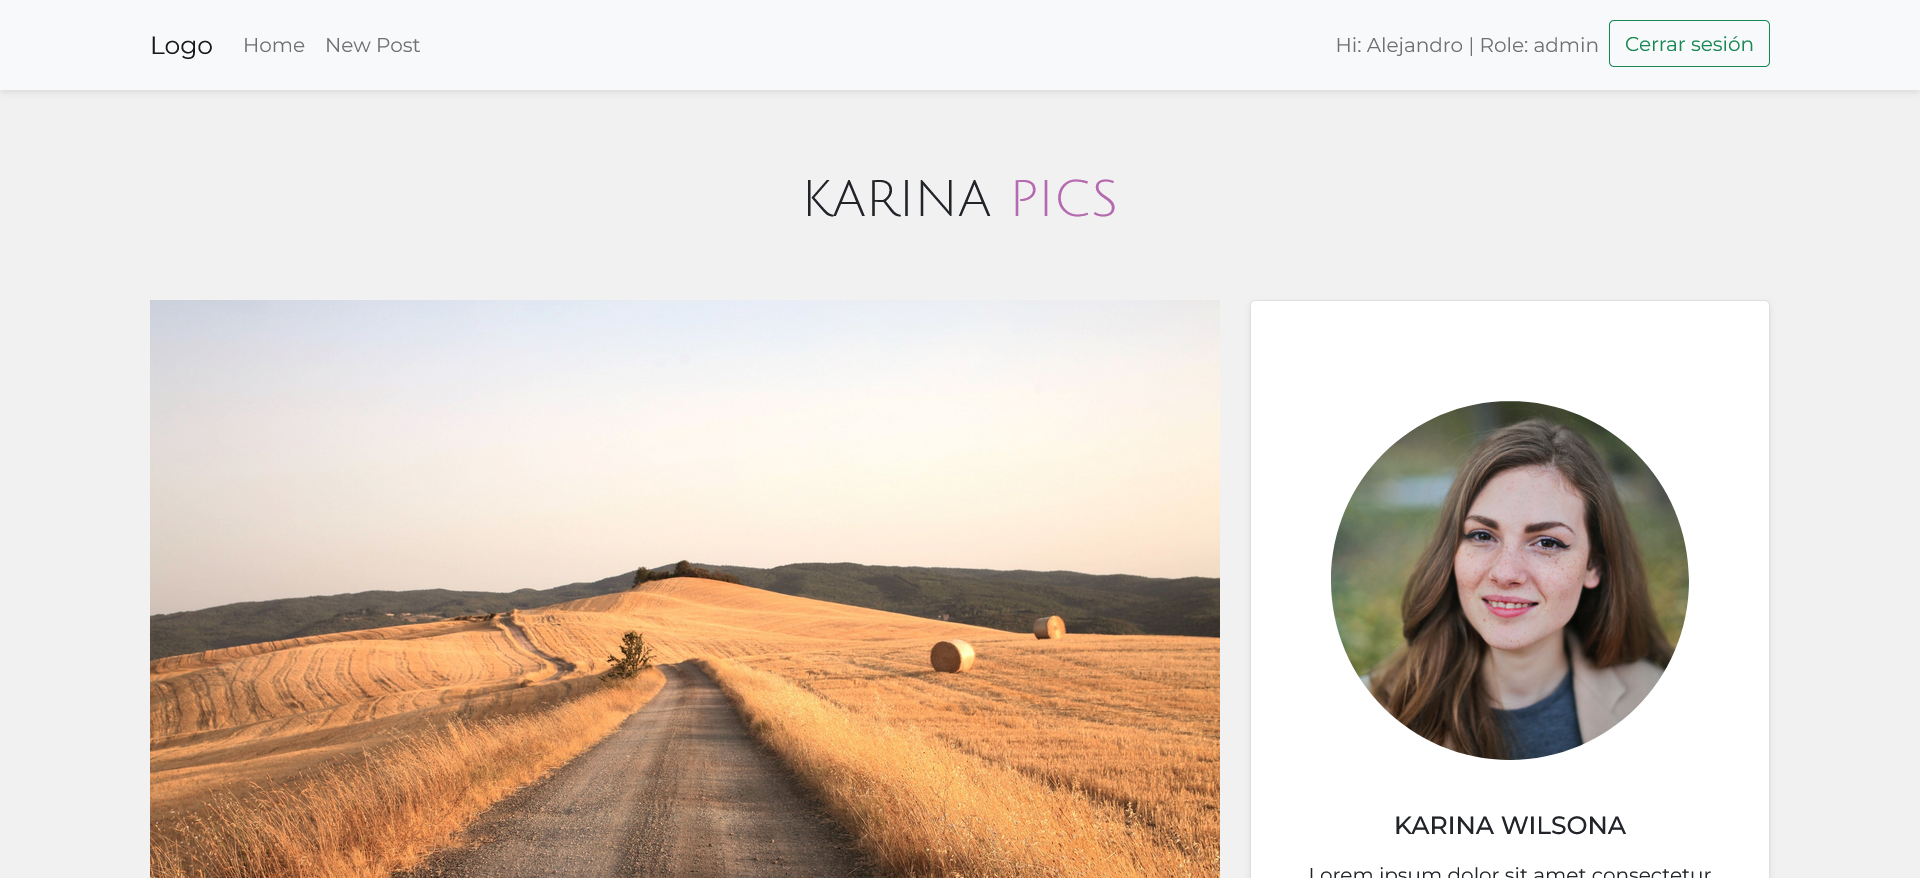 Logo Home New Post Hi: Alejandro | Role: admin Cerrar sesión
KARINA PICS
KARINA WILSONA
Lorem ipsum dolor sit amet consectetur